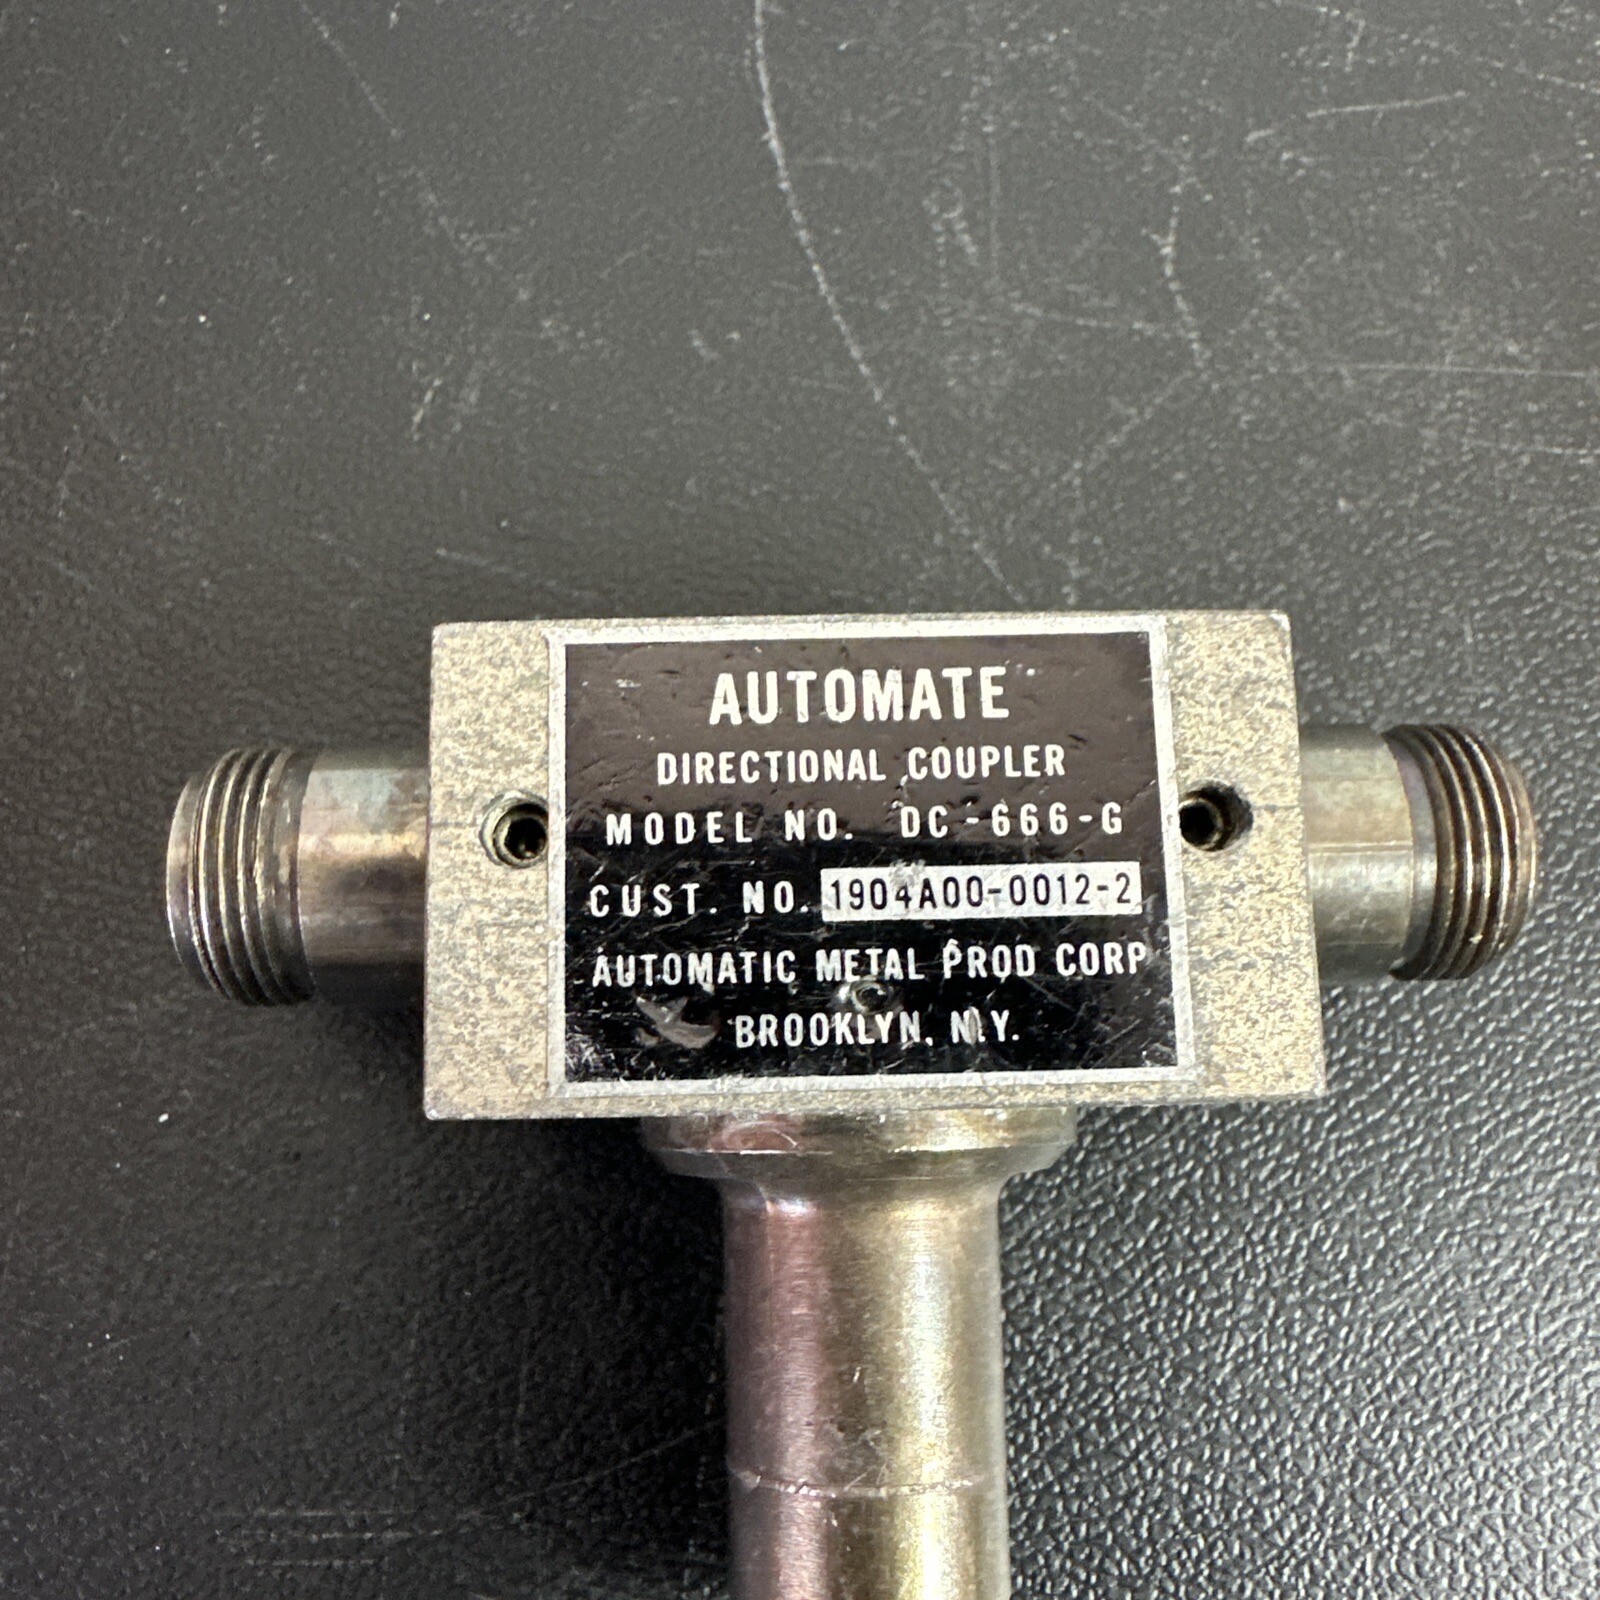 AUTOMATE
DIRECTIONAL COUPLER
MODEL NO. DC-666-G
CUST. NO. 1904A00-0012-2
AUTOMATIC METAL PROD CORP
BROOKLYN, N.Y.